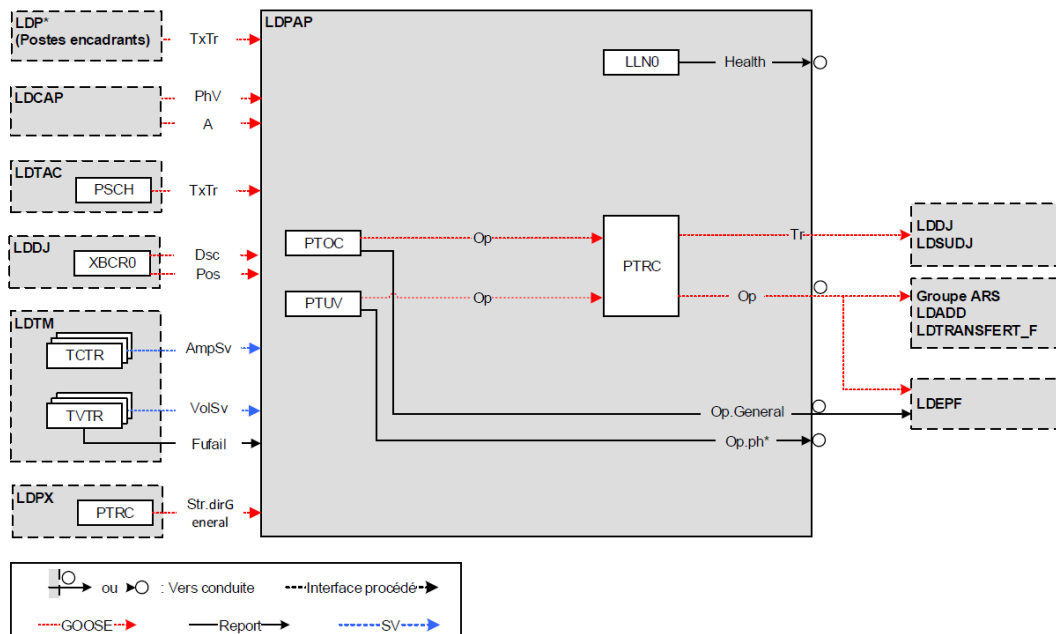 LDP*
(Postes encadrants)
TxTr
LDPAP
LLN0
Health
LDCAP
PhV
A
LDTAC
PSCH
TxTr
LDDJ
XBCR0
Dsc
Pos
PTOC
Op
PTUV
Op
PTRC
Tr
Op
LDDJ
LDSUDJ
Groupe ARS
LDADD
LDTRANSFERT_F
LDTM
TCTR
AmpSv
TVTR
VolSv
Fufail
Op.General
Op.ph*
LDEPF
LDPX
PTRC
Str.dirG
eneral
ou
: Vers conduite
Interface procédé
GOOSE
Report
SV